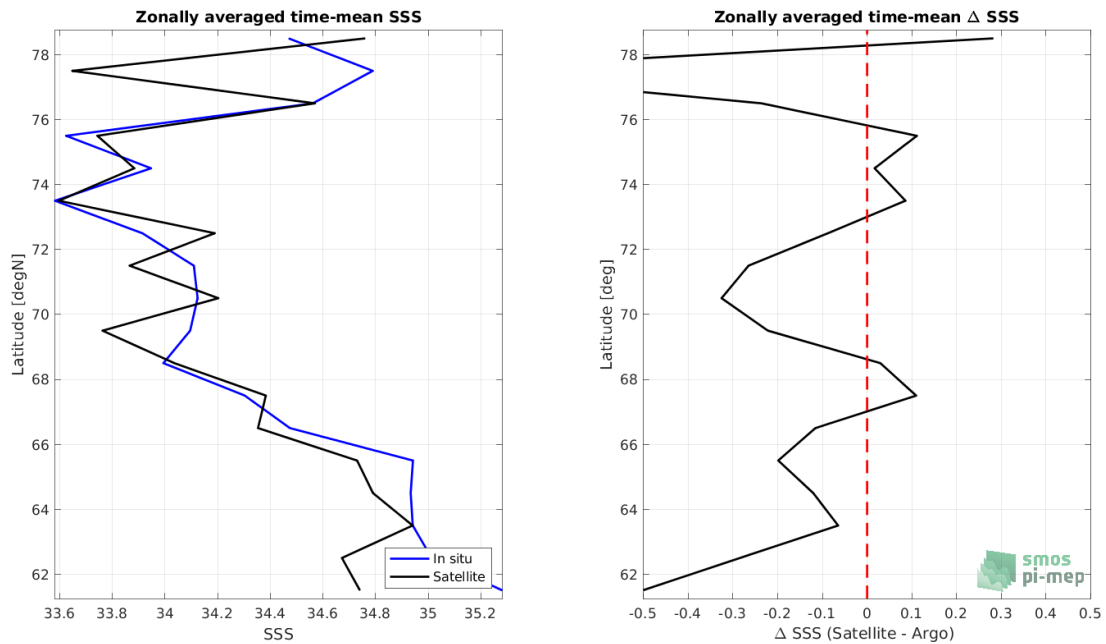 Zonally averaged time-mean SSS
78
76
74
72
70
68
66
64
62
Latitude [degN]
33.6 33.8 34 34.2 34.4 34.6 34.8 35 35.2
SSS
In situ
Satellite
Zonally averaged time-mean Δ SSS
78
76
74
72
70
68
66
64
62
Latitude [deg]
-0.5 -0.4 -0.3 -0.2 -0.1 0 0.1 0.2 0.3 0.4 0.5
Δ SSS (Satellite - Argo)
smos
pi-mep